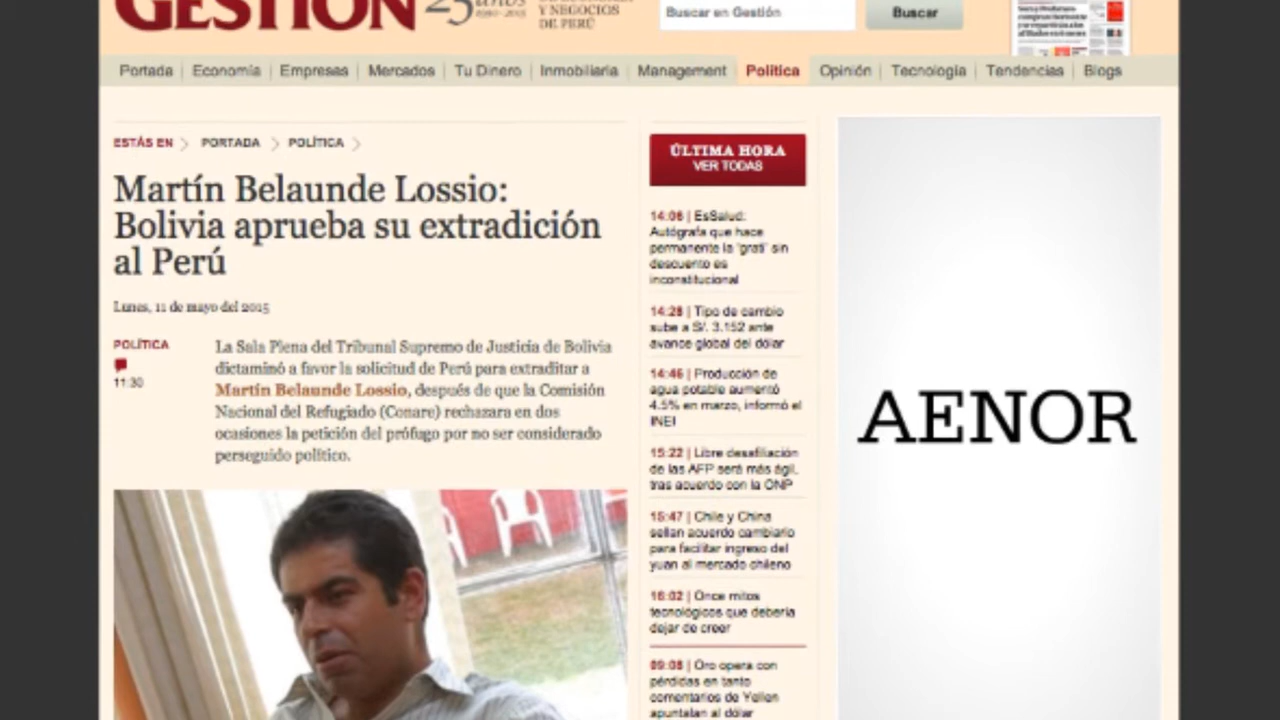 GESTIÓN
25 años
Y NEGOCIOS
DE PERÚ
Buscar en Gestión
Buscar
Portada
Economía
Empresas
Mercados
Tu Dinero
Inmobiliaria
Management
Política
Opinión
Tecnología
Tendencias
Blogs
ESTÁS EN
PORTADA
POLÍTICA
Martín Belaunde Lossio:
Bolivia aprueba su extradición
al Perú
Lunes, 11 de mayo del 2015
POLÍTICA
11:30
La Sala Plena del Tribunal Supremo de Justicia de Bolivia
dictaminó a favor la solicitud de Perú para extraditar a
Martín Belaunde Lossio, después de que la Comisión
Nacional del Refugiado (Conare) rechazara en dos
ocasiones la petición del prófugo por no ser considerado
perseguido político.
ÚLTIMA HORA
VER TODAS
14:06 | EsSalud:
Autógrafa que hace
permanente la 'grati' sin
descuento es
inconstitucional
14:28 | Tipo de cambio
sube a S/. 3.152 ante
avance global del dólar
14:46 | Producción de
agua potable aumentó
4.5% en marzo, informó el
INEI
15:22 | Libre desafiliación
de las AFP será más ágil,
tras acuerdo con la ONP
15:47 | Chile y China
sellan acuerdo cambiario
para facilitar ingreso del
yuan al mercado chileno
16:02 | Once mitos
tecnológicos que debería
dejar de creer
09:08 | Oro opera con
pérdidas en tanto
comentarios de Yellen
apuntalan al dólar
AENOR